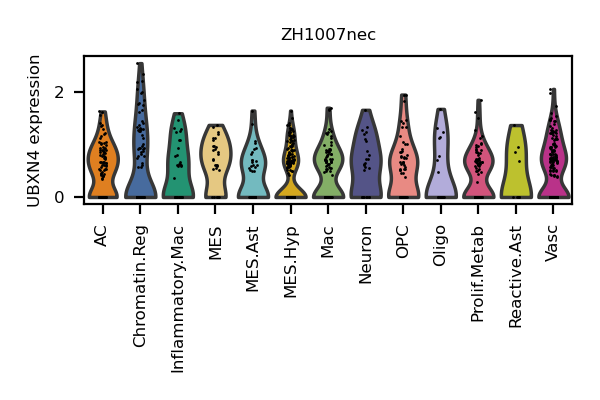 ZH1007nec
UBXN4 expression
2
0
AC
Chromatin.Reg
Inflammatory.Mac
MES
MES.Ast
MES.Hyp
Mac
Neuron
OPC
Oligo
Prolif.Metab
Reactive.Ast
Vasc